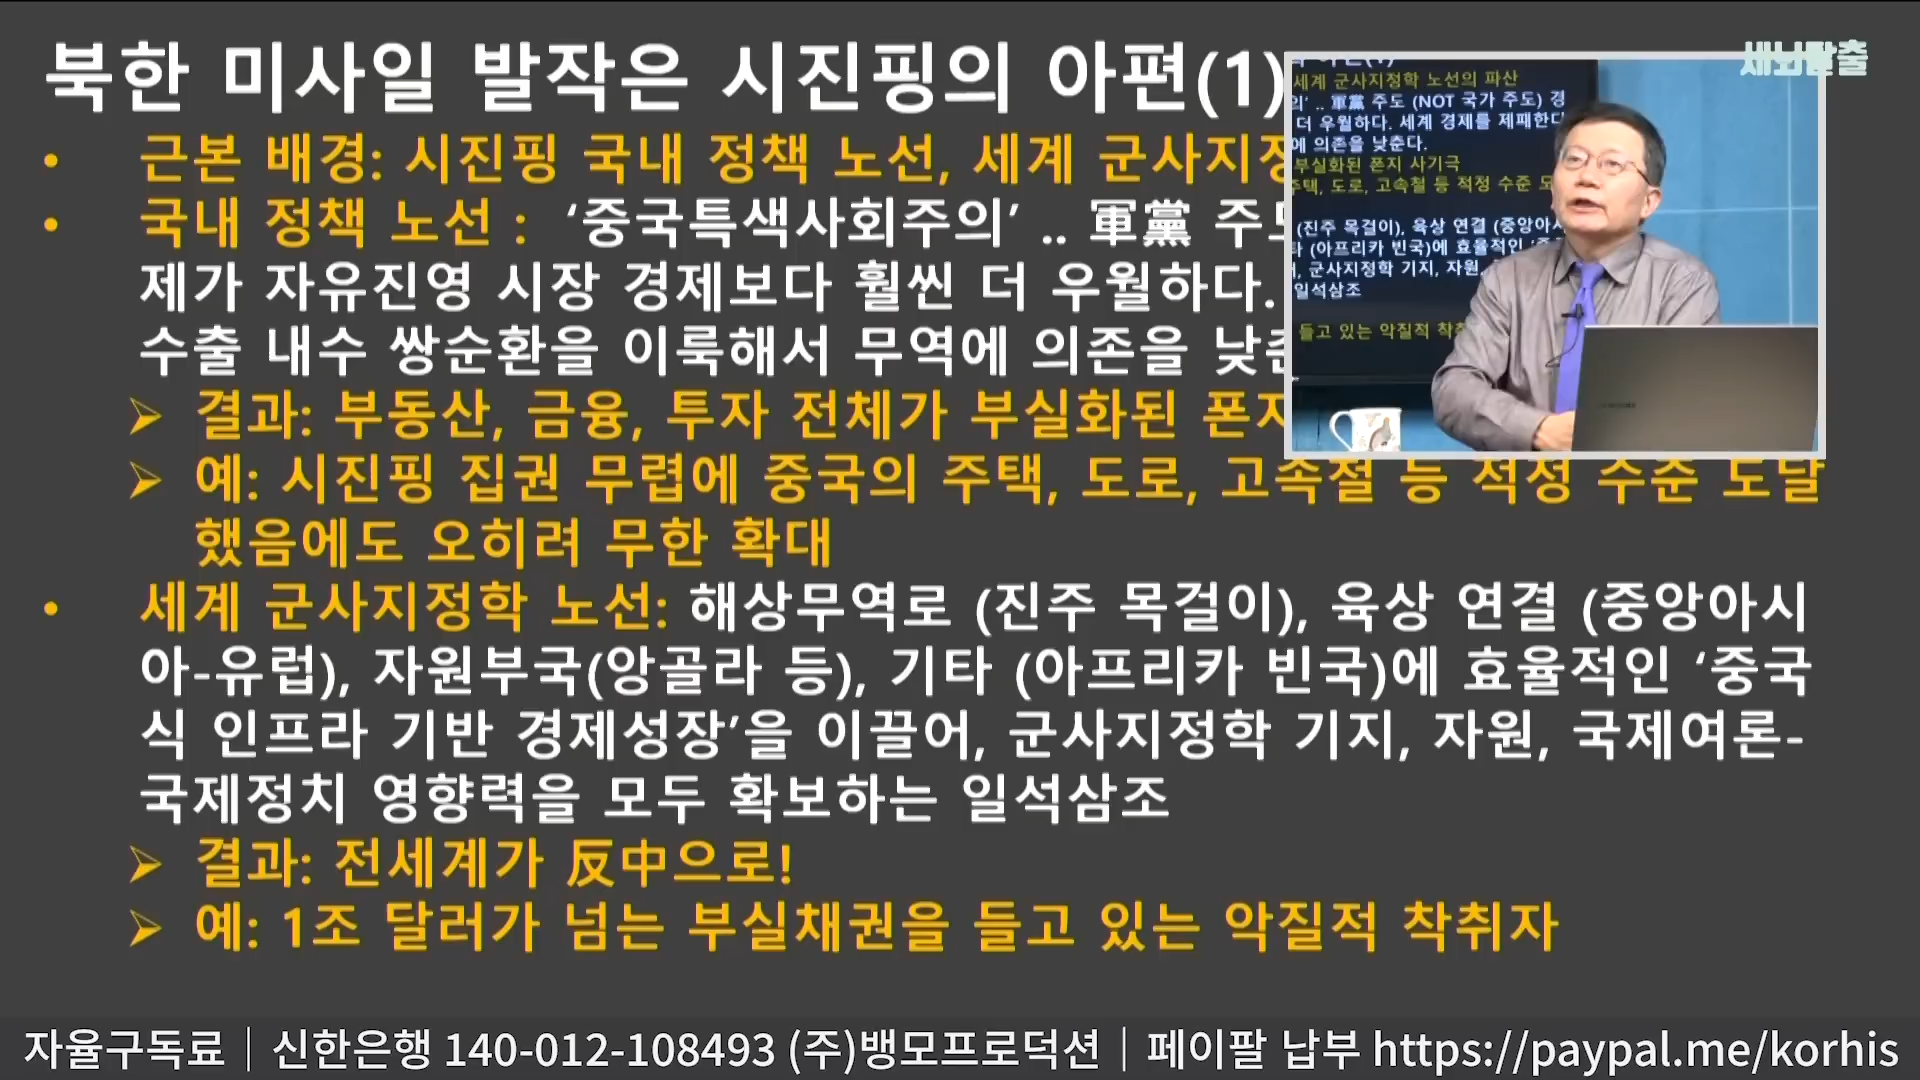 북한 미사일 발작은 시진핑의 아편(1)
세뇌탈출
• 근본 배경: 시진핑 국내 정책 노선, 세계 군사지정
• 국내 정책 노선 : ‘중국특색사회주의’ .. 軍黨 주도
제가 자유진영 시장 경제보다 훨씬 더 우월하다.
수출 내수 쌍순환을 이룩해서 무역에 의존을 낮춘
➢ 결과: 부동산, 금융, 투자 전체가 부실화된 폰지
➢ 예: 시진핑 집권 무렵에 중국의 주택, 도로, 고속철 등 적정 수준 도달
했음에도 오히려 무한 확대
• 세계 군사지정학 노선: 해상무역로 (진주 목걸이), 육상 연결 (중앙아시
아-유럽), 자원부국(앙골라 등), 기타 (아프리카 빈국)에 효율적인 ‘중국
식 인프라 기반 경제성장’을 이끌어, 군사지정학 기지, 자원, 국제여론-
국제정치 영향력을 모두 확보하는 일석삼조
➢ 결과: 전세계가 反中으로!
➢ 예: 1조 달러가 넘는 부실채권을 들고 있는 악질적 착취자
세계 군사지정학 노선의 파산
의’ .. 軍黨 주도 (NOT 국가 주도) 경
더 우월하다. 세계 경제를 제패한다
에 의존을 낮춘다.
부실화된 폰지 사기극
주택, 도로, 고속철 등 적정 수준
(진주 목걸이), 육상 연결 (중앙아시
타 (아프리카 빈국)에 효율적인
군사지정학 기지, 자원,
일석삼조
들고 있는 악질적 착취
자율구독료｜신한은행 140-012-108493 (주)뱅모프로덕션｜페이팔 납부 https://paypal.me/korhis